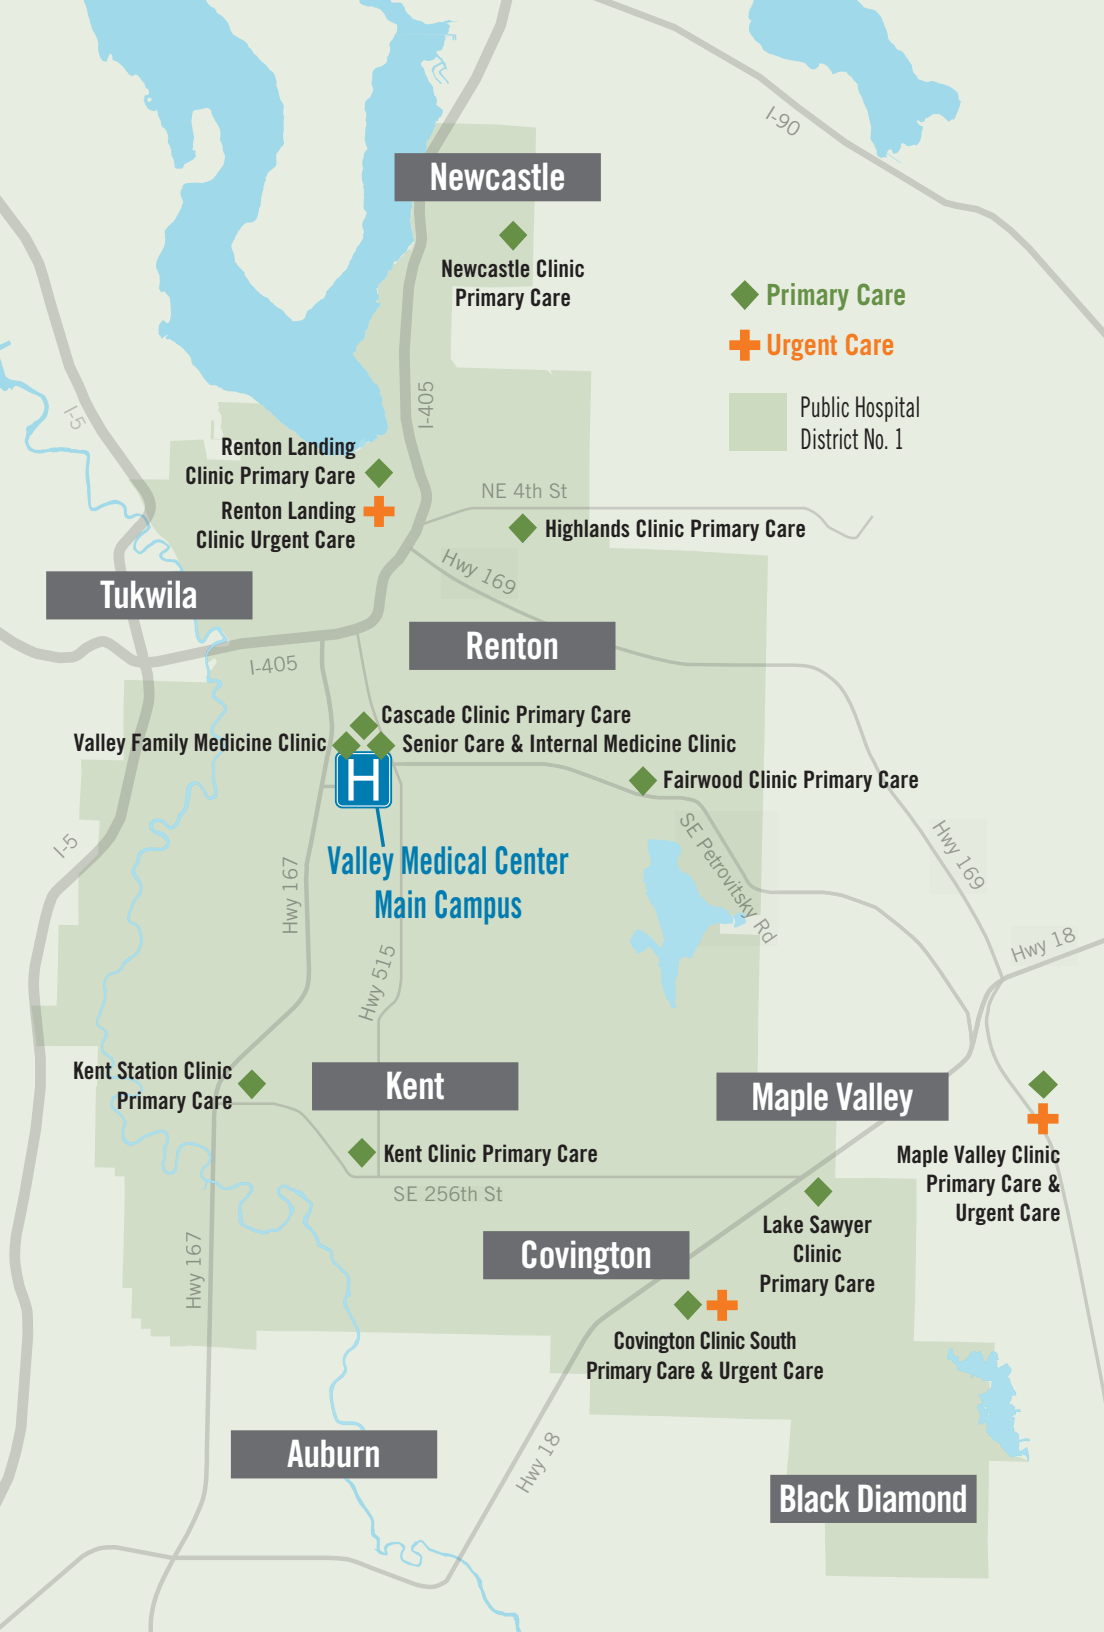 I-90
Newcastle
Newcastle Clinic
Primary Care
Primary Care
Urgent Care
Public Hospital
District No. 1
I-5
I-405
Renton Landing
Clinic Primary Care
Renton Landing
Clinic Urgent Care
NE 4th St
Highlands Clinic Primary Care
Hwy 169
Tukwila
Renton
I-405
Cascade Clinic Primary Care
Valley Family Medicine Clinic
Senior Care & Internal Medicine Clinic
H
Fairwood Clinic Primary Care
I-5
Valley Medical Center
Main Campus
SE Petrovitsky Rd
Hwy 169
Hwy 167
Hwy 18
Hwy 515
Kent Station Clinic
Primary Care
Kent
Maple Valley
Kent Clinic Primary Care
Maple Valley Clinic
Primary Care &
Urgent Care
SE 256th St
Lake Sawyer
Clinic
Primary Care
Hwy 167
Covington
Covington Clinic South
Primary Care & Urgent Care
Auburn
Hwy 18
Black Diamond